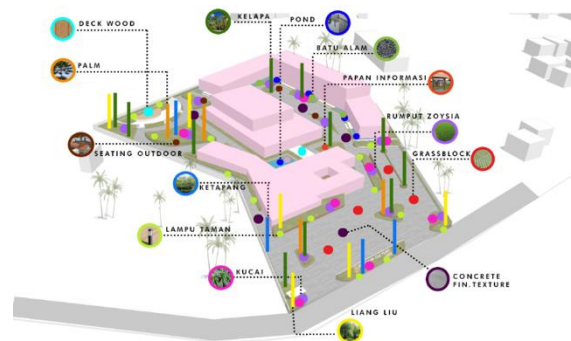 KELAPA
POND
DECK WOOD
BATU ALAM
PALM
PAPAN INFORMASI
RUMPUT ZOYSIA
SEATING OUTDOOR
GRASSBLOCK
KETAPANG
LAMPU TAMAN
KUCAI
CONCRETE
FIN.TEXTURE
LIANG LIU